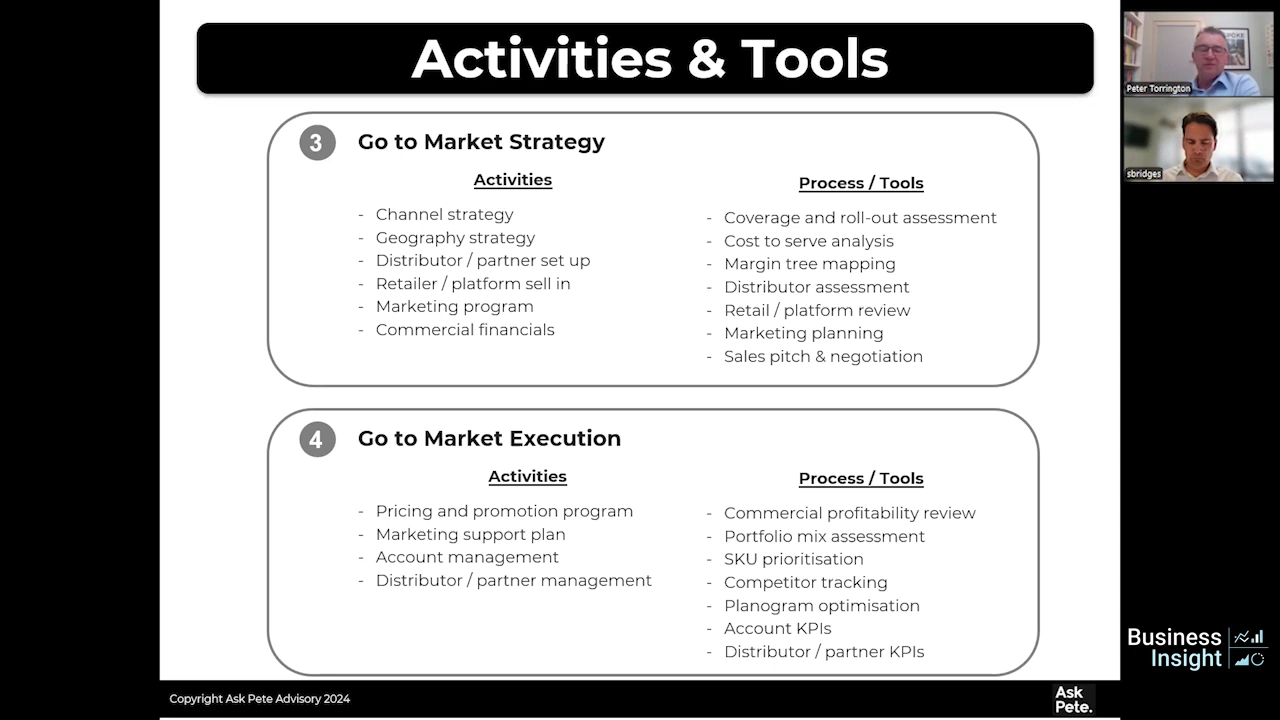 Activities & Tools
3
Go to Market Strategy
Activities
- Channel strategy
- Geography strategy
- Distributor / partner set up
- Retailer / platform sell in
- Marketing program
- Commercial financials
Process / Tools
- Coverage and roll-out assessment
- Cost to serve analysis
- Margin tree mapping
- Distributor assessment
- Retail / platform review
- Marketing planning
- Sales pitch & negotiation
4
Go to Market Execution
Activities
- Pricing and promotion program
- Marketing support plan
- Account management
- Distributor / partner management
Process / Tools
- Commercial profitability review
- Portfolio mix assessment
- SKU prioritisation
- Competitor tracking
- Planogram optimisation
- Account KPIs
- Distributor / partner KPIs
Copyright Ask Pete Advisory 2024
Ask
Pete.
Peter Torrington
sbridges
Business
Insight